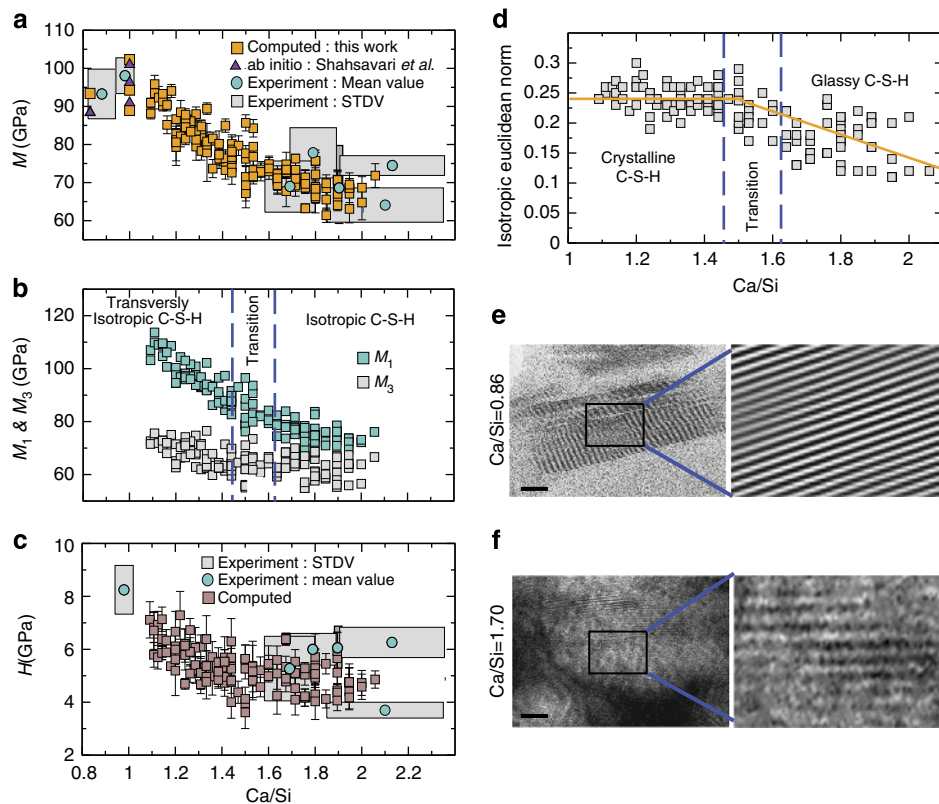 a
110
100
90
80
70
60
M (GPa)
Computed : this work
ab initio : Shahsavari et al.
Experiment : Mean value
Experiment : STDV
b
120
100
80
60
M1 & M3 (GPa)
Transversly
Isotropic C-S-H
Transition
Isotropic C-S-H
M1
M3
c
10
8
6
4
2
H(GPa)
Experiment : STDV
Experiment : mean value
Computed
0.8 1 1.2 1.4 1.6 1.8 2 2.2
Ca/Si
d
0.3
0.25
0.2
0.15
0.1
0.05
0
Isotropic euclidean norm
Crystalline
C-S-H
Transition
Glassy C-S-H
1 1.2 1.4 1.6 1.8 2
Ca/Si
e
Ca/Si=0.86
f
Ca/Si=1.70